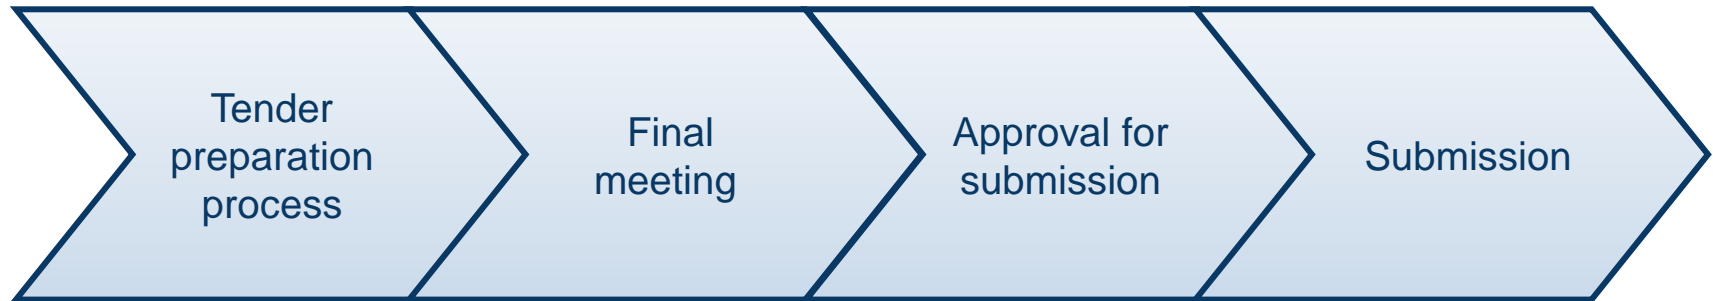 Tender
preparation
process
Final
meeting
Approval for
submission
Submission